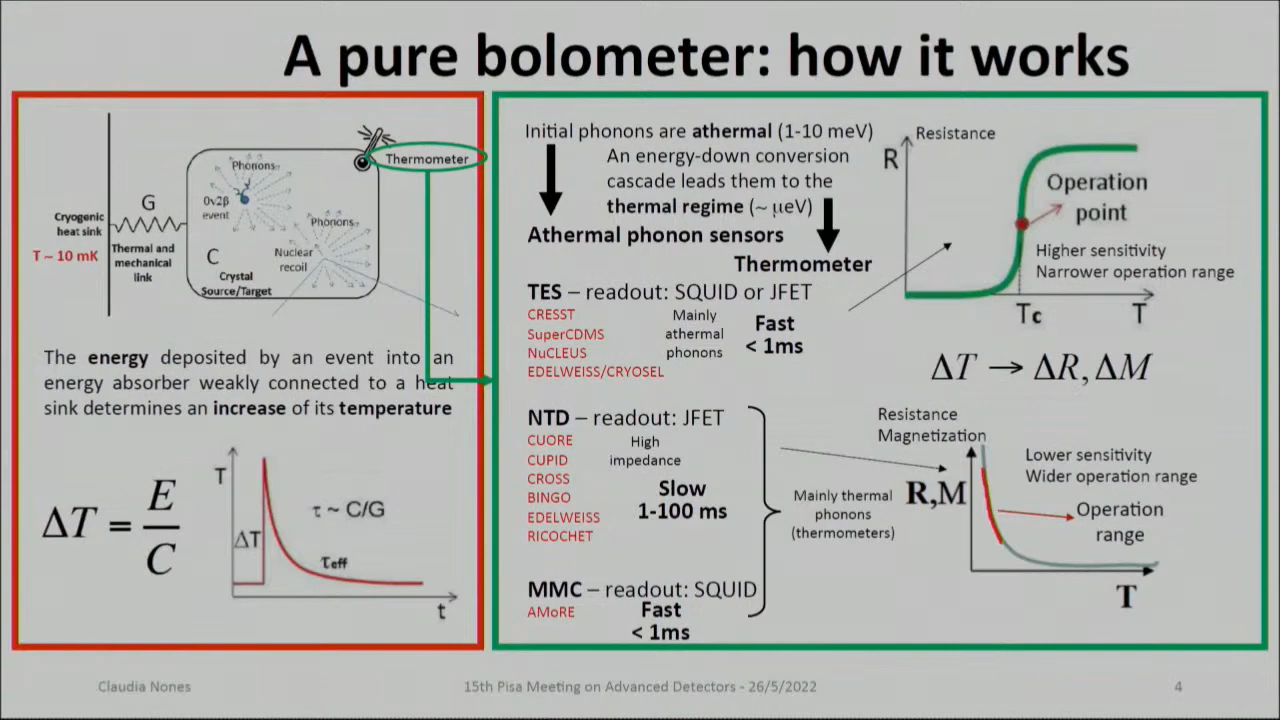 A pure bolometer: how it works
Phonons
Thermometer
G
0ν2β
event
Phonons
Cryogenic
heat sink
T ~ 10 mK
Thermal and
mechanical
link
C
Nuclear
recoil
Crystal
Source/Target
The energy deposited by an event into an
energy absorber weakly connected to a heat
sink determines an increase of its temperature
ΔT = E/C
T
τ ~ C/G
ΔT
τeff
t
Initial phonons are athermal (1-10 meV)
An energy-down conversion
cascade leads them to the
thermal regime (~ μeV)
Athermal phonon sensors
Thermometer
TES – readout: SQUID or JFET
CRESST
SuperCDMS
NuCLEUS
EDELWEISS/CRYOSEL
Mainly
athermal
phonons
Fast
< 1ms
NTD – readout: JFET
CUORE
CUPID
CROSS
BINGO
EDELWEISS
RICOCHET
High
impedance
Slow
1-100 ms
MMC – readout: SQUID
AMoRE
Fast
< 1ms
Mainly thermal
phonons
(thermometers)
Resistance
R
Operation
point
Higher sensitivity
Narrower operation range
Tc
T
ΔT → ΔR, ΔM
Resistance
Magnetization
R,M
Lower sensitivity
Wider operation range
Operation
range
T
Claudia Nones
15th Pisa Meeting on Advanced Detectors - 26/5/2022
4